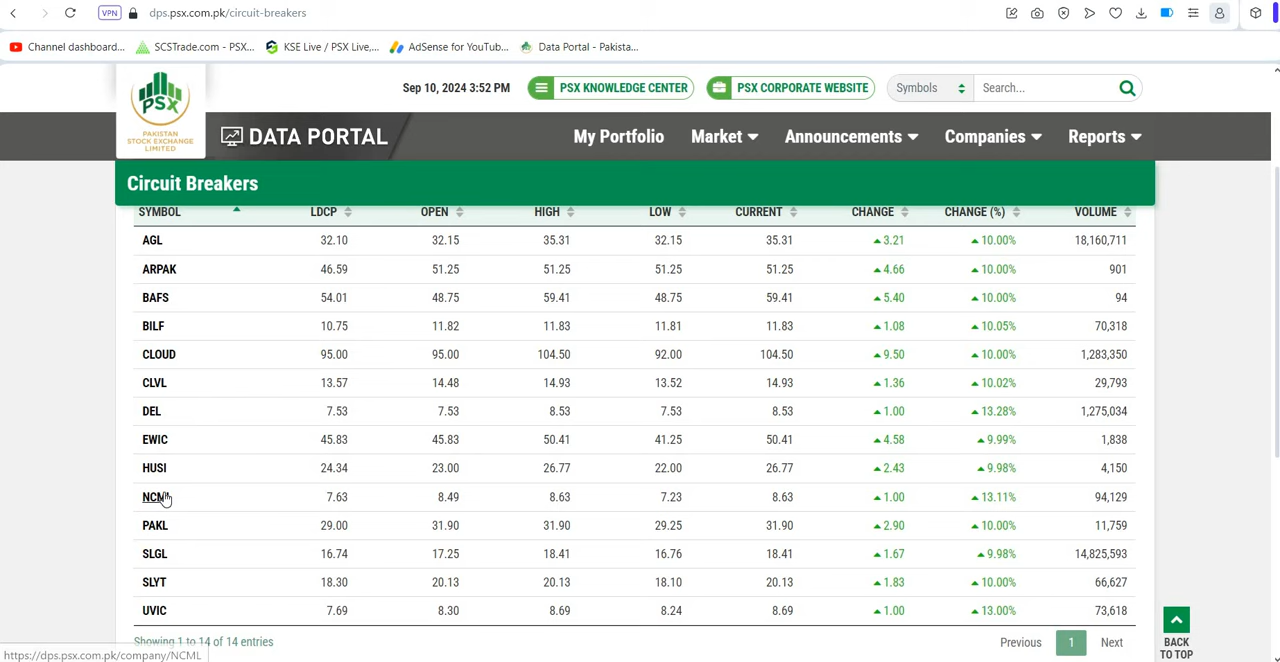 VPN dps.psx.com.pk/circuit-breakers
Channel dashboard... SCSTrade.com - PSX... KSE Live / PSX Live,... AdSense for YouTub... Data Portal - Pakista...
PSX
PAKISTAN
STOCK EXCHANGE
LIMITED
Sep 10, 2024 3:52 PM PSX KNOWLEDGE CENTER PSX CORPORATE WEBSITE Symbols Search...
DATA PORTAL My Portfolio Market Announcements Companies Reports
Circuit Breakers
SYMBOL LDCP OPEN HIGH LOW CURRENT CHANGE CHANGE (%) VOLUME
AGL 32.10 32.15 35.31 32.15 35.31 3.21 10.00% 18,160,711
ARPAK 46.59 51.25 51.25 51.25 51.25 4.66 10.00% 901
BAFS 54.01 48.75 59.41 48.75 59.41 5.40 10.00% 94
BILF 10.75 11.82 11.83 11.81 11.83 1.08 10.05% 70,318
CLOUD 95.00 95.00 104.50 92.00 104.50 9.50 10.00% 1,283,350
CLVL 13.57 14.48 14.93 13.52 14.93 1.36 10.02% 29,793
DEL 7.53 7.53 8.53 7.53 8.53 1.00 13.28% 1,275,034
EWIC 45.83 45.83 50.41 41.25 50.41 4.58 9.99% 1,838
HUSI 24.34 23.00 26.77 22.00 26.77 2.43 9.98% 4,150
NCML 7.63 8.49 8.63 7.23 8.63 1.00 13.11% 94,129
PAKL 29.00 31.90 31.90 29.25 31.90 2.90 10.00% 11,759
SLGL 16.74 17.25 18.41 16.76 18.41 1.67 9.98% 14,825,593
SLYT 18.30 20.13 20.13 18.10 20.13 1.83 10.00% 66,627
UVIC 7.69 8.30 8.69 8.24 8.69 1.00 13.00% 73,618
Showing 1 to 14 of 14 entries Previous 1 Next
BACK
TO TOP
https://dps.psx.com.pk/company/NCML